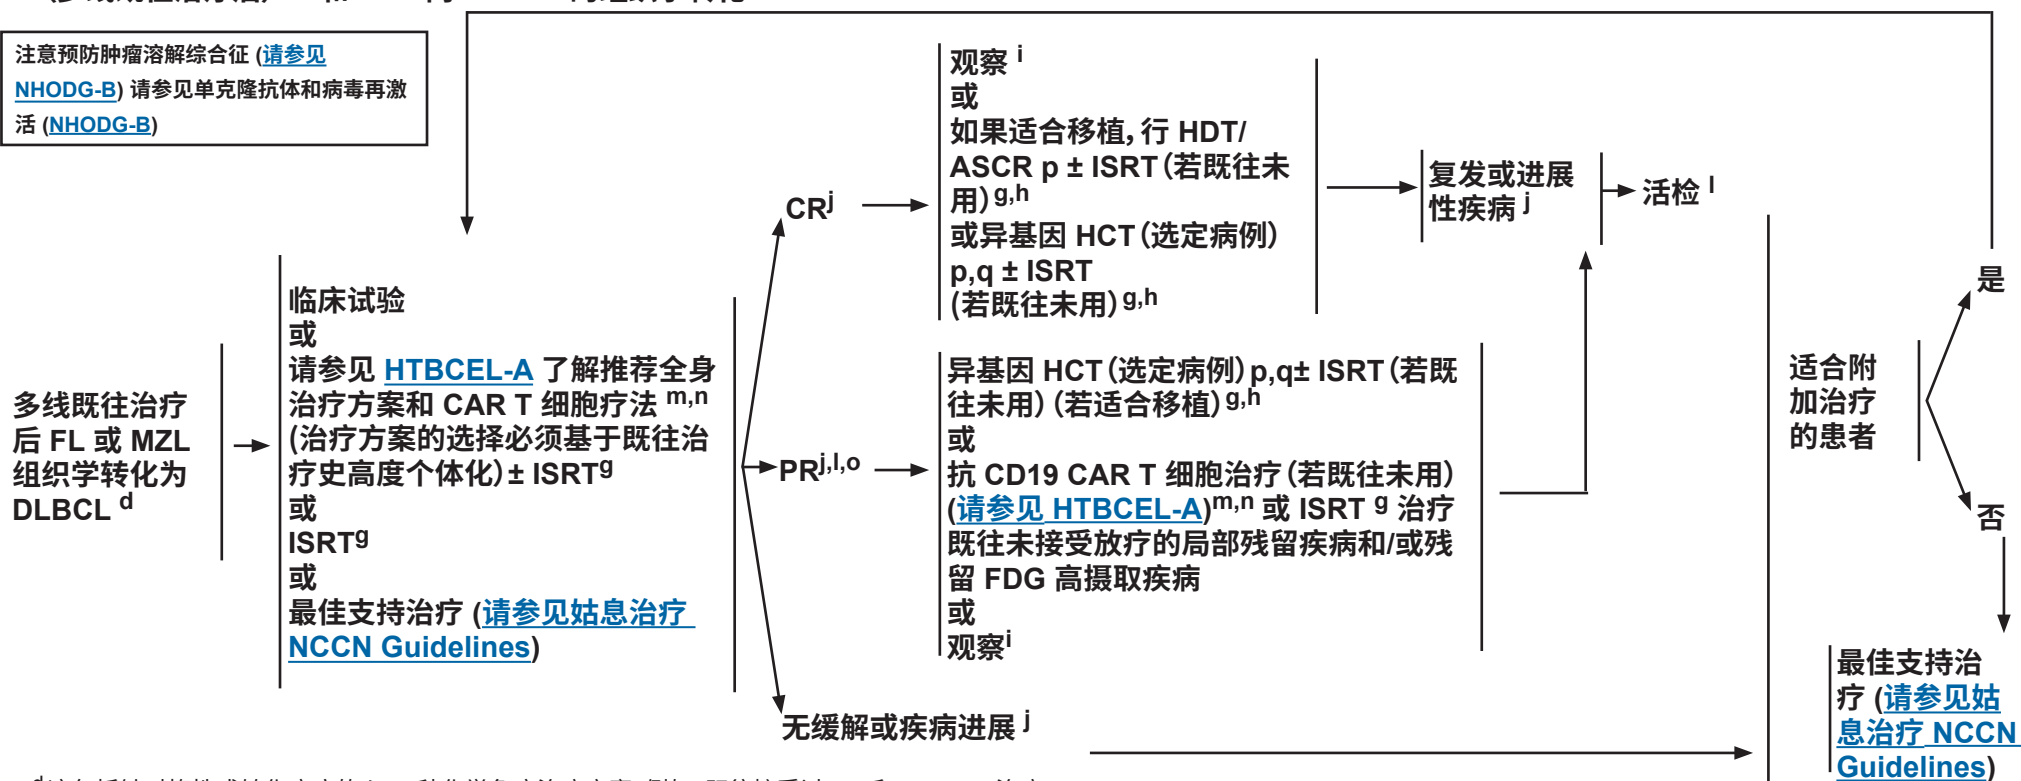 注意预防肿瘤溶解综合征 (请参见
NHODG-B) 请参见单克隆抗体和病毒再激
活 (NHODG-B)
多线既往治疗
后 FL 或 MZL
组织学转化为
DLBCL d
临床试验
或
请参见 HTBCEL-A 了解推荐全身
治疗方案和 CAR T 细胞疗法 m,n
(治疗方案的选择必须基于既往治
疗史高度个体化) ± ISRTg
或
ISRTg
或
最佳支持治疗 (请参见姑息治疗
NCCN Guidelines)
CRj
观察 i
或
如果适合移植，行 HDT/
ASCR p ± ISRT（若既往未
用）g,h
或异基因 HCT（选定病例）
p,q ± ISRT
(若既往未用）g,h
复发或进展
性疾病 j
活检 l
PRj,l,o
异基因 HCT（选定病例）p,q± ISRT（若既
往未用）（若适合移植）g,h
或
抗 CD19 CAR T 细胞治疗（若既往未用）
(请参见 HTBCEL-A)m,n 或 ISRT g 治疗
既往未接受放疗的局部残留疾病和/或残
留 FDG 高摄取疾病
或
观察i
无缓解或疾病进展 j
适合附
加治疗
的患者
是
否
最佳支持治
疗 (请参见姑
息治疗 NCCN
Guidelines)